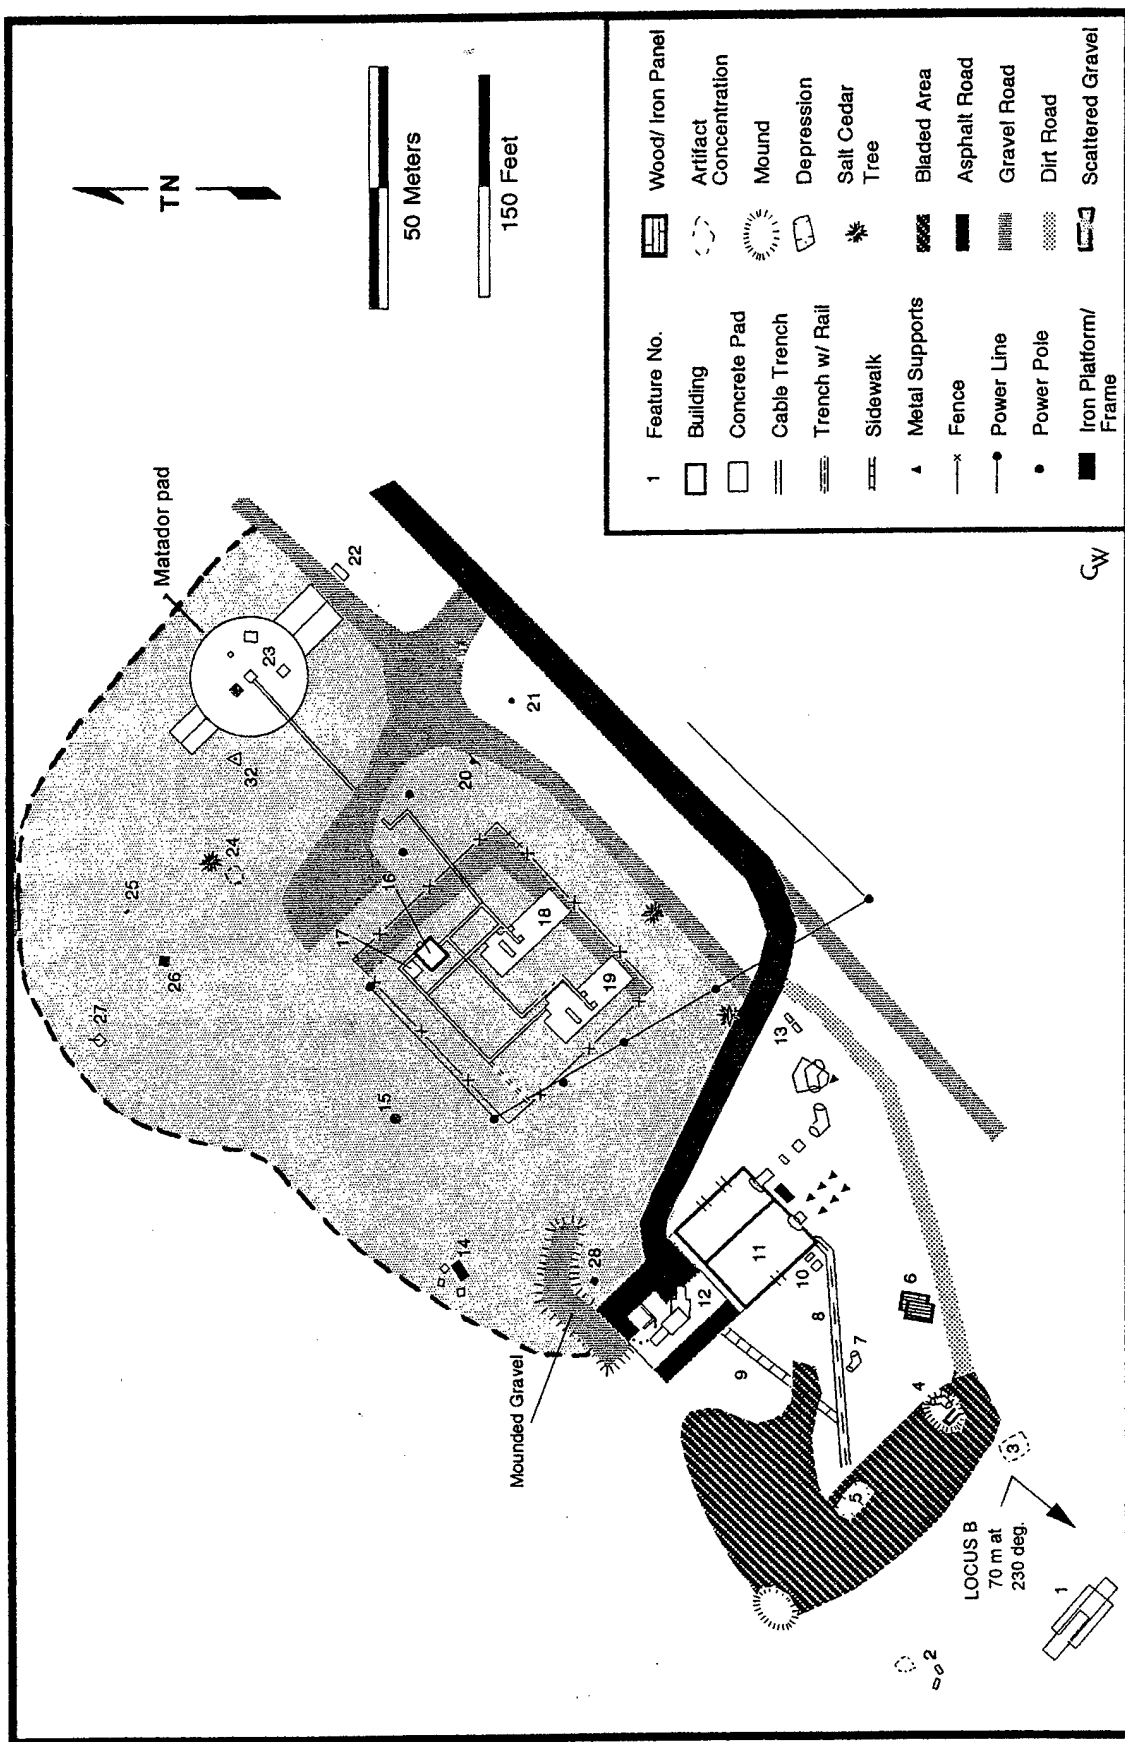 TN
50 Meters
150 Feet
Matador pad
22
23
32
21
20
24
25
26
27
16
17
18
19
15
14
28
Mounded Gravel
13
12
11
10
9
8
7
6
4
5
3
LOCUS B
70 m at
230 deg.
1
2
1 Feature No.
Building
Concrete Pad
Cable Trench
Trench w/ Rail
Sidewalk
Metal Supports
Fence
Power Line
Power Pole
Iron Platform/
Frame
Wood/ Iron Panel
Artifact
Concentration
Mound
Depression
Salt Cedar
Tree
Bladed Area
Asphalt Road
Gravel Road
Dirt Road
Scattered Gravel
GW